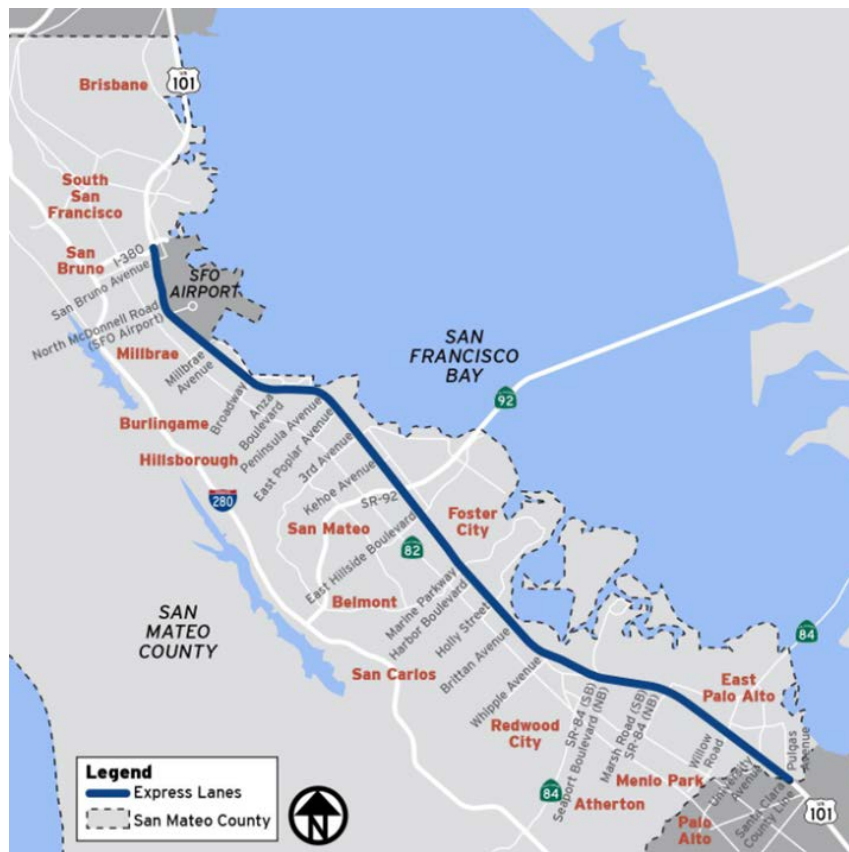 US
101
Brisbane
South
San
Francisco
San
Bruno
I-380
San Bruno Avenue
SFO
AIRPORT
North McDonnell Road
(SFO Airport)
Millbrae
Millbrae
Avenue
SAN
FRANCISCO
BAY
92
Broadway
Anza
Boulevard
Peninsula Avenue
East Poplar Avenue
3rd Avenue
Kehoe Avenue
SR-92
Burlingame
Hillsborough
INTERSTATE
280
San Mateo
Foster
City
82
East Hillside Boulevard
Belmont
SAN
MATEO
COUNTY
Marine Parkway
Harbor Boulevard
Holly Street
Brittan Avenue
Whipple Avenue
San Carlos
84
East
Palo Alto
Redwood
City
SR-84 (SB)
Seaport Boulevard (NB)
Marsh Road (SB)
SR-84 (NB)
Willow
Road
University
Avenue
Pulgas
Avenue
Santa Clara
County Line
Menlo Park
84
Atherton
Palo
Alto
US
101
Legend
Express Lanes
San Mateo County
N